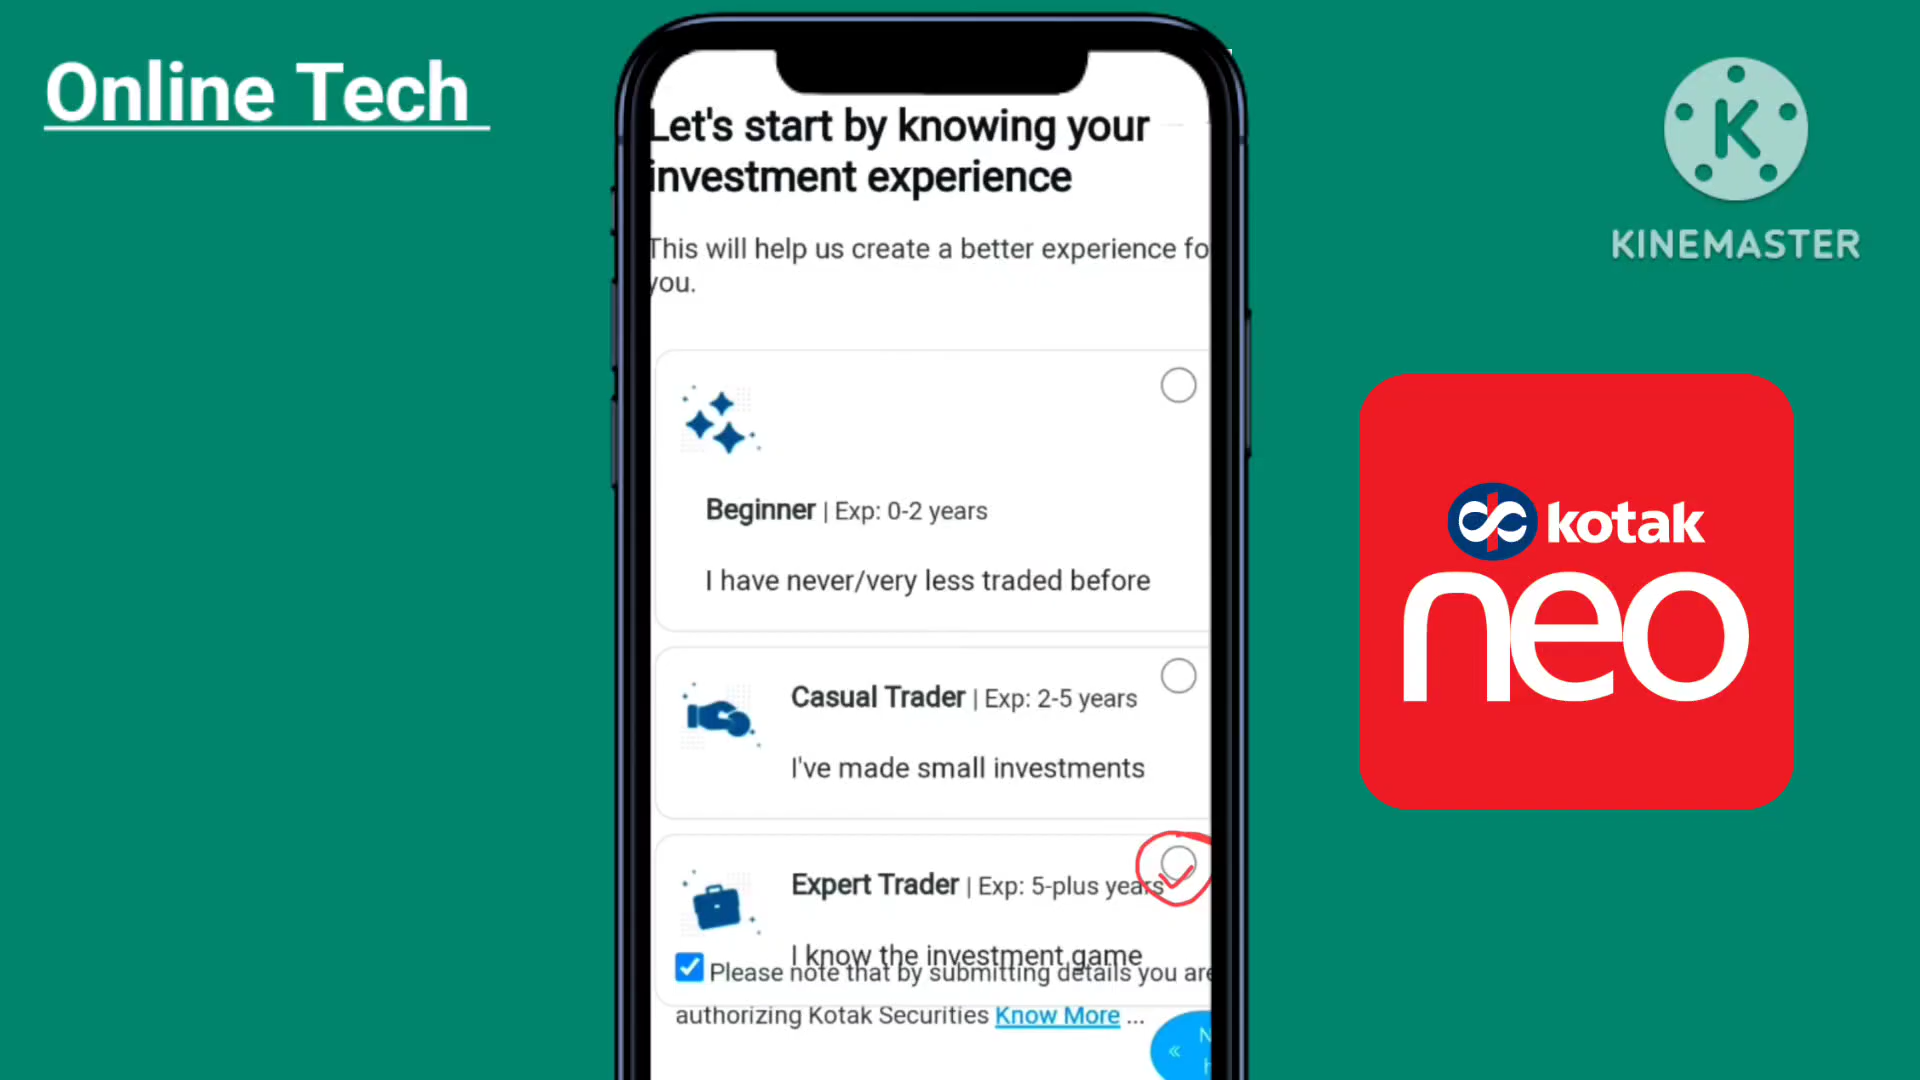 Online Tech
KINEMASTER
Let's start by knowing your
investment experience
This will help us create a better experience fo
you.
Beginner | Exp: 0-2 years
I have never/very less traded before
Casual Trader | Exp: 2-5 years
I've made small investments
Expert Trader | Exp: 5-plus years
I know the investment game
Please note that by submitting details you are
authorizing Kotak Securities Know More ...
kotak
neo